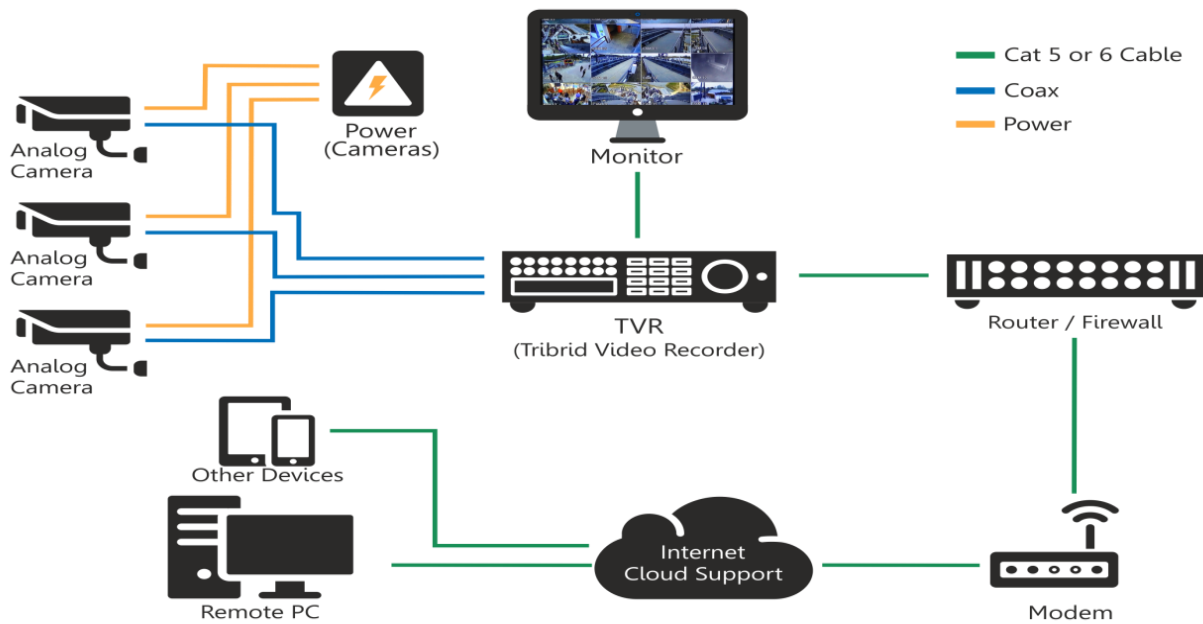 Cat 5 or 6 Cable
Coax
Power
Power
(Cameras)
Monitor
Analog
Camera
Analog
Camera
Analog
Camera
TVR
(Tribrid Video Recorder)
Router / Firewall
Other Devices
Internet
Cloud Support
Remote PC
Modem